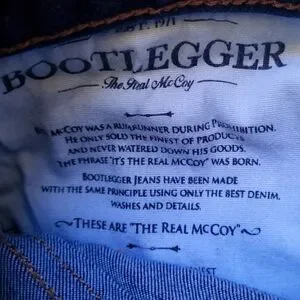 EST. 1971
BOOTLEGGER
The Real McCoy
McCOY WAS A RUMRUNNER DURING PROHIBITION.
HE ONLY SOLD THE FINEST OF PRODUCTS
AND NEVER WATERED DOWN HIS GOODS.
THE PHRASE "IT'S THE REAL McCOY" WAS BORN.
BOOTLEGGER JEANS HAVE BEEN MADE
WITH THE SAME PRINCIPLE USING ONLY THE BEST DENIM,
WASHES AND DETAILS.
~THESE ARE "THE REAL McCOY"~